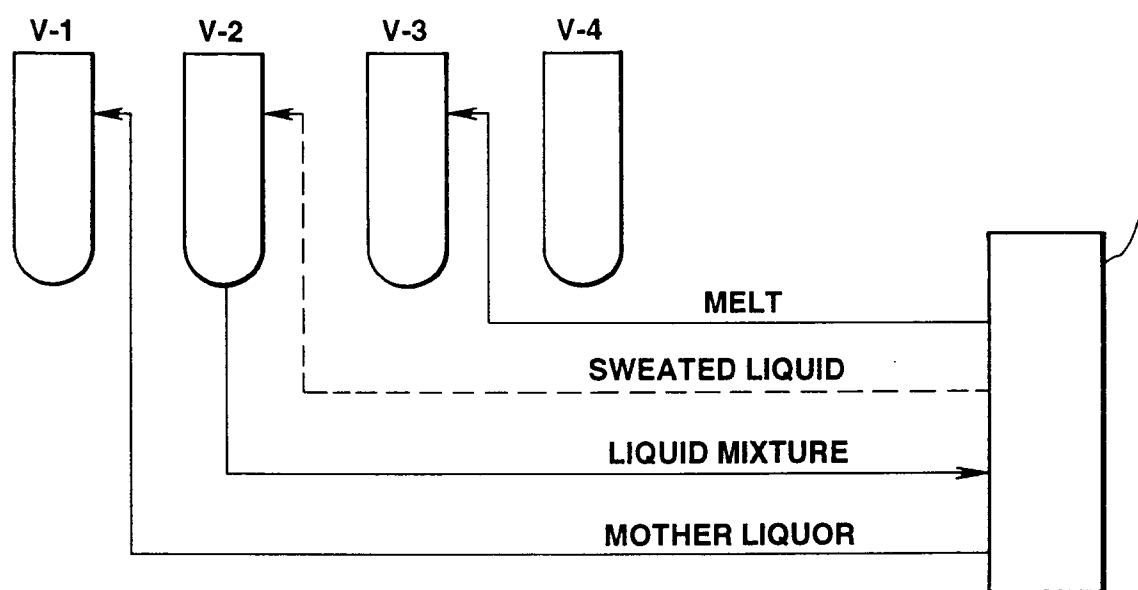 V-1 V-2 V-3 V-4
MELT
SWEATED LIQUID
LIQUID MIXTURE
MOTHER LIQUOR